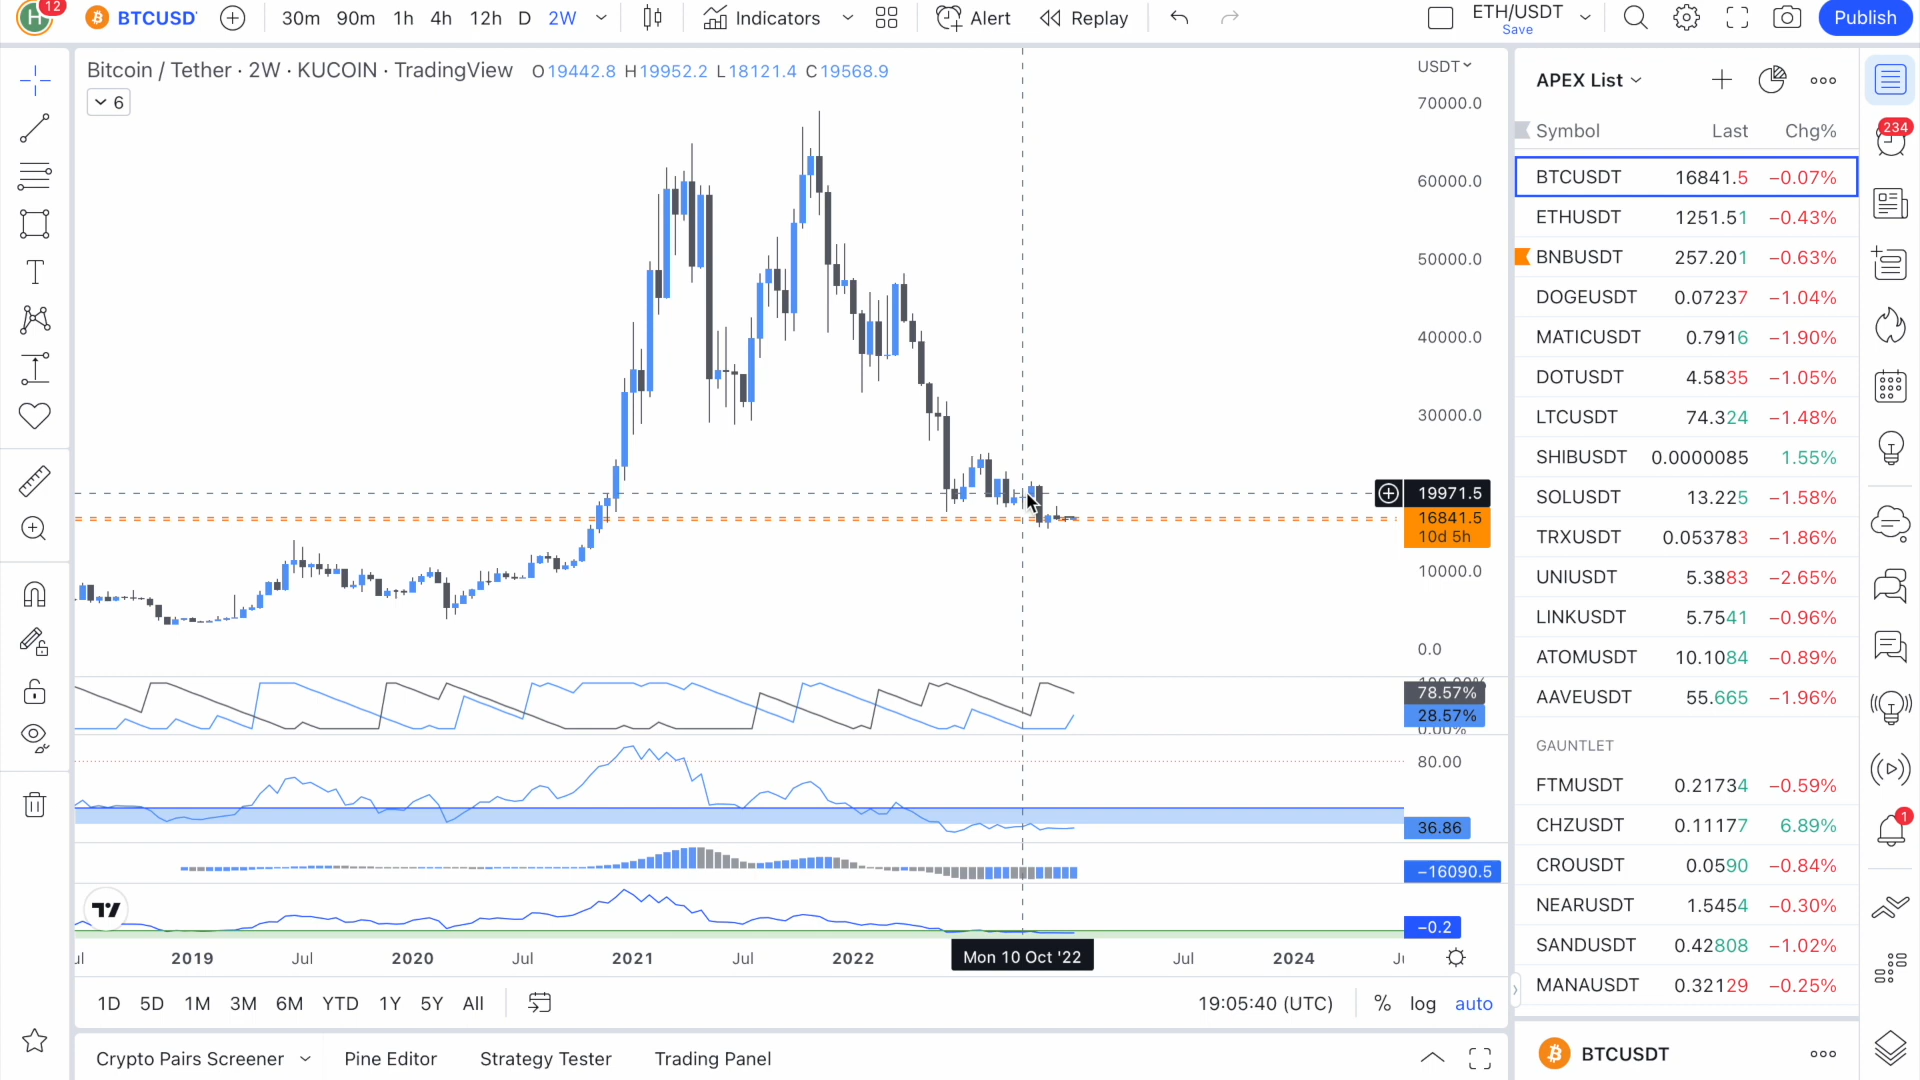 12
BTCUSD
30m 90m 1h 4h 12h D 2W
Indicators
Alert
Replay
ETH/USDT
Save
Publish
Bitcoin / Tether · 2W · KUCOIN · TradingView O19442.8 H19952.2 L18121.4 C19568.9
6
USDT
70000.0
60000.0
50000.0
40000.0
30000.0
19971.5
16841.5
10d 5h
10000.0
0.0
78.57%
28.57%
0.00%
80.00
36.86
−16090.5
−0.2
2019 Jul 2020 Jul 2021 Jul 2022 Mon 10 Oct '22 Jul 2024
1D 5D 1M 3M 6M YTD 1Y 5Y All
19:05:40 (UTC) % log auto
Crypto Pairs Screener Pine Editor Strategy Tester Trading Panel
APEX List
Symbol Last Chg%
BTCUSDT 16841.5 −0.07%
ETHUSDT 1251.51 −0.43%
BNBUSDT 257.201 −0.63%
DOGEUSDT 0.07237 −1.04%
MATICUSDT 0.7916 −1.90%
DOTUSDT 4.5835 −1.05%
LTCUSDT 74.324 −1.48%
SHIBUSDT 0.0000085 1.55%
SOLUSDT 13.225 −1.58%
TRXUSDT 0.053783 −1.86%
UNIUSDT 5.3883 −2.65%
LINKUSDT 5.7541 −0.96%
ATOMUSDT 10.1084 −0.89%
AAVEUSDT 55.665 −1.96%
GAUNTLET
FTMUSDT 0.21734 −0.59%
CHZUSDT 0.11177 6.89%
CROUSDT 0.0590 −0.84%
NEARUSDT 1.5454 −0.30%
SANDUSDT 0.42808 −1.02%
MANAUSDT 0.32129 −0.25%
BTCUSDT
234
1